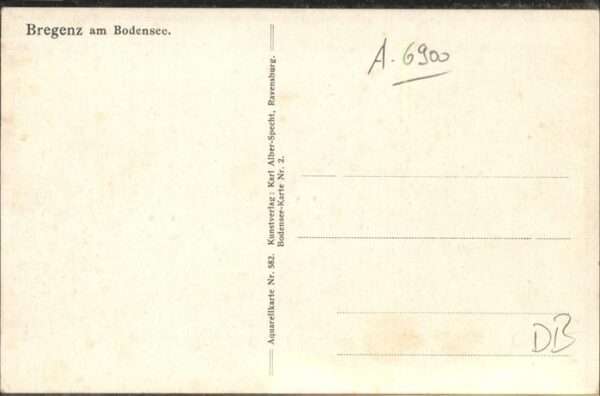 Bregenz am Bodensee.
Aquarellkarte Nr. 582. Kunstverlag: Karl Alber-Specht, Ravensburg.
Bodensee-Karte Nr. 2.
A. 6900
DB